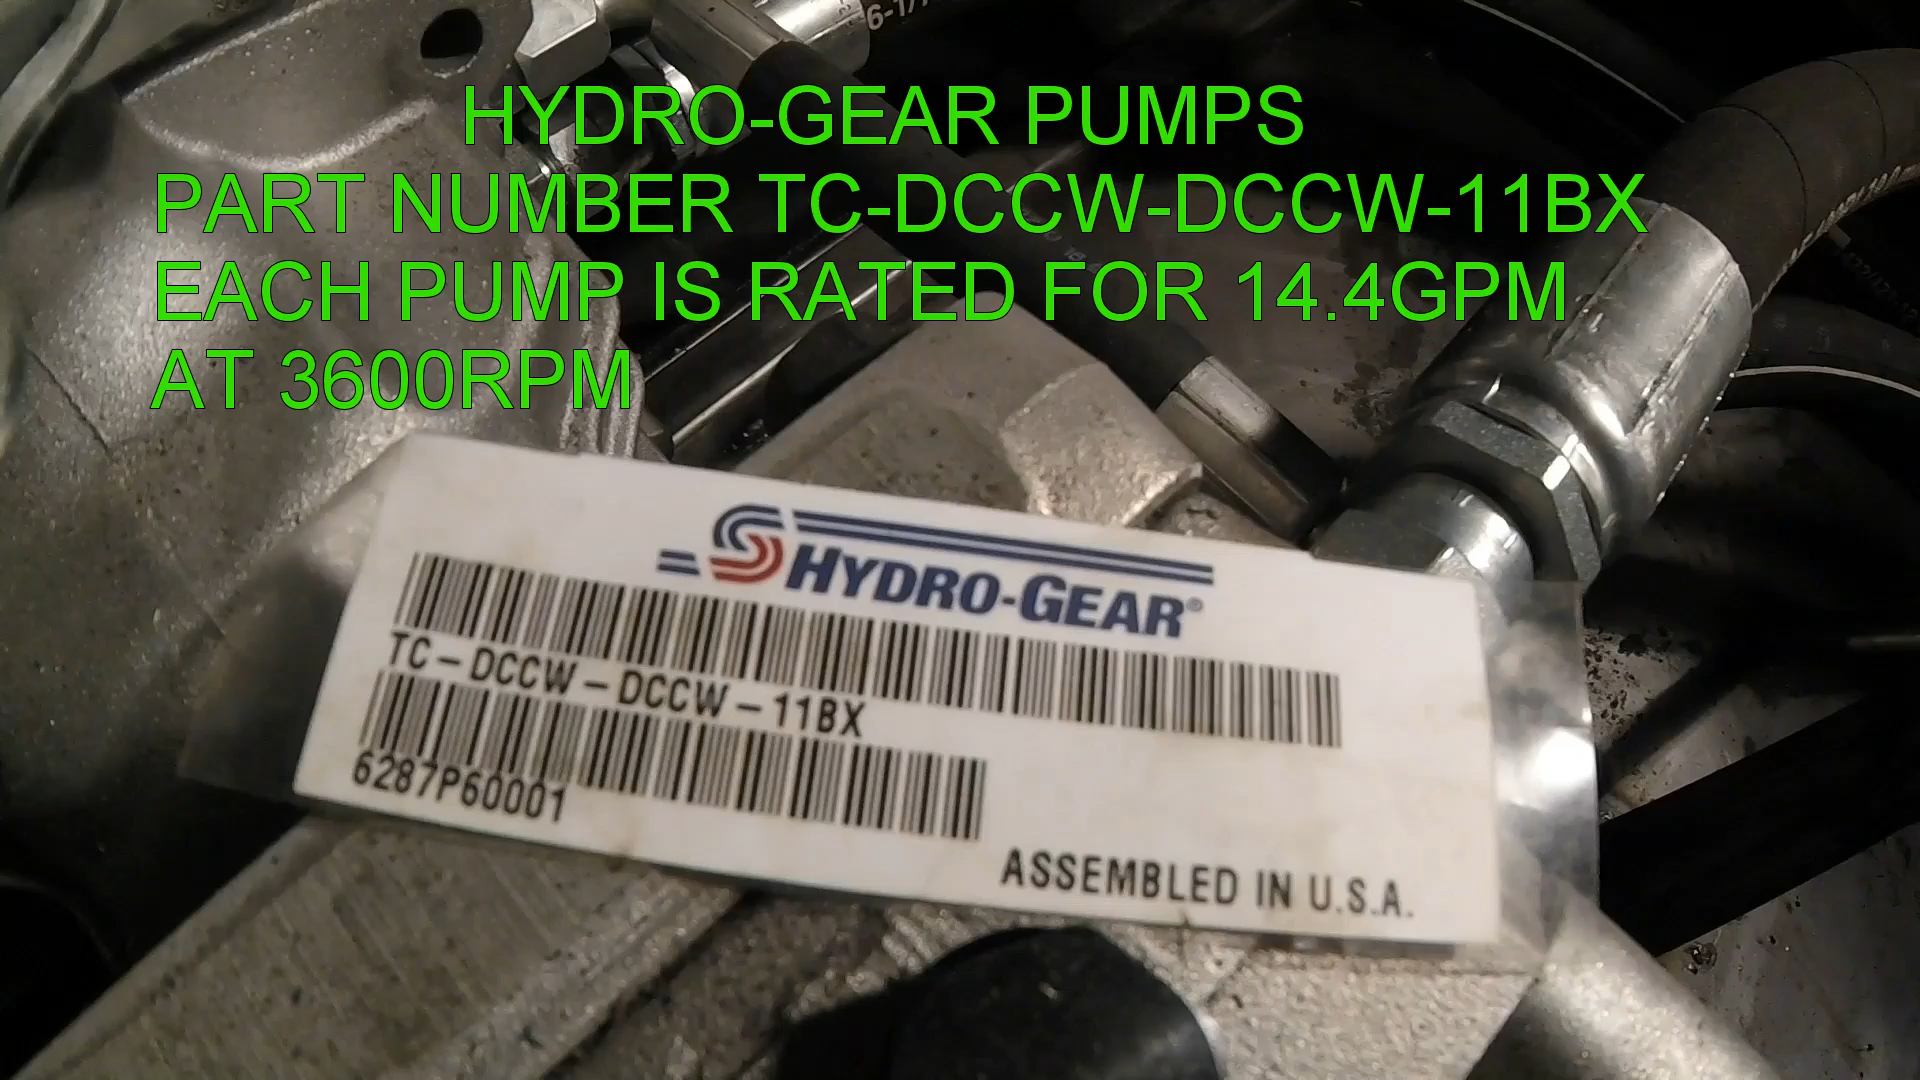 HYDRO-GEAR PUMPS
PART NUMBER TC-DCCW-DCCW-11BX
EACH PUMP IS RATED FOR 14.4GPM
AT 3600RPM
HYDRO-GEAR®
TC-DCCW-DCCW-11BX
6287P60001
ASSEMBLED IN U.S.A.